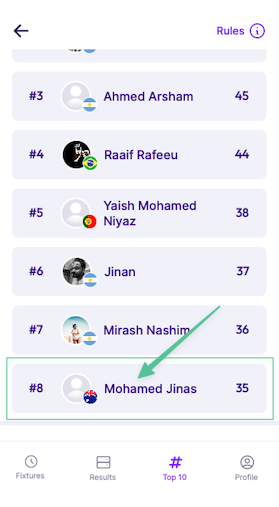 Rules
#3 Ahmed Arsham 45
#4 Raaif Rafeeu 44
#5 Yaish Mohamed Niyaz 38
#6 Jinan 37
#7 Mirash Nashim 36
#8 Mohamed Jinas 35
Fixtures Results Top 10 Profile